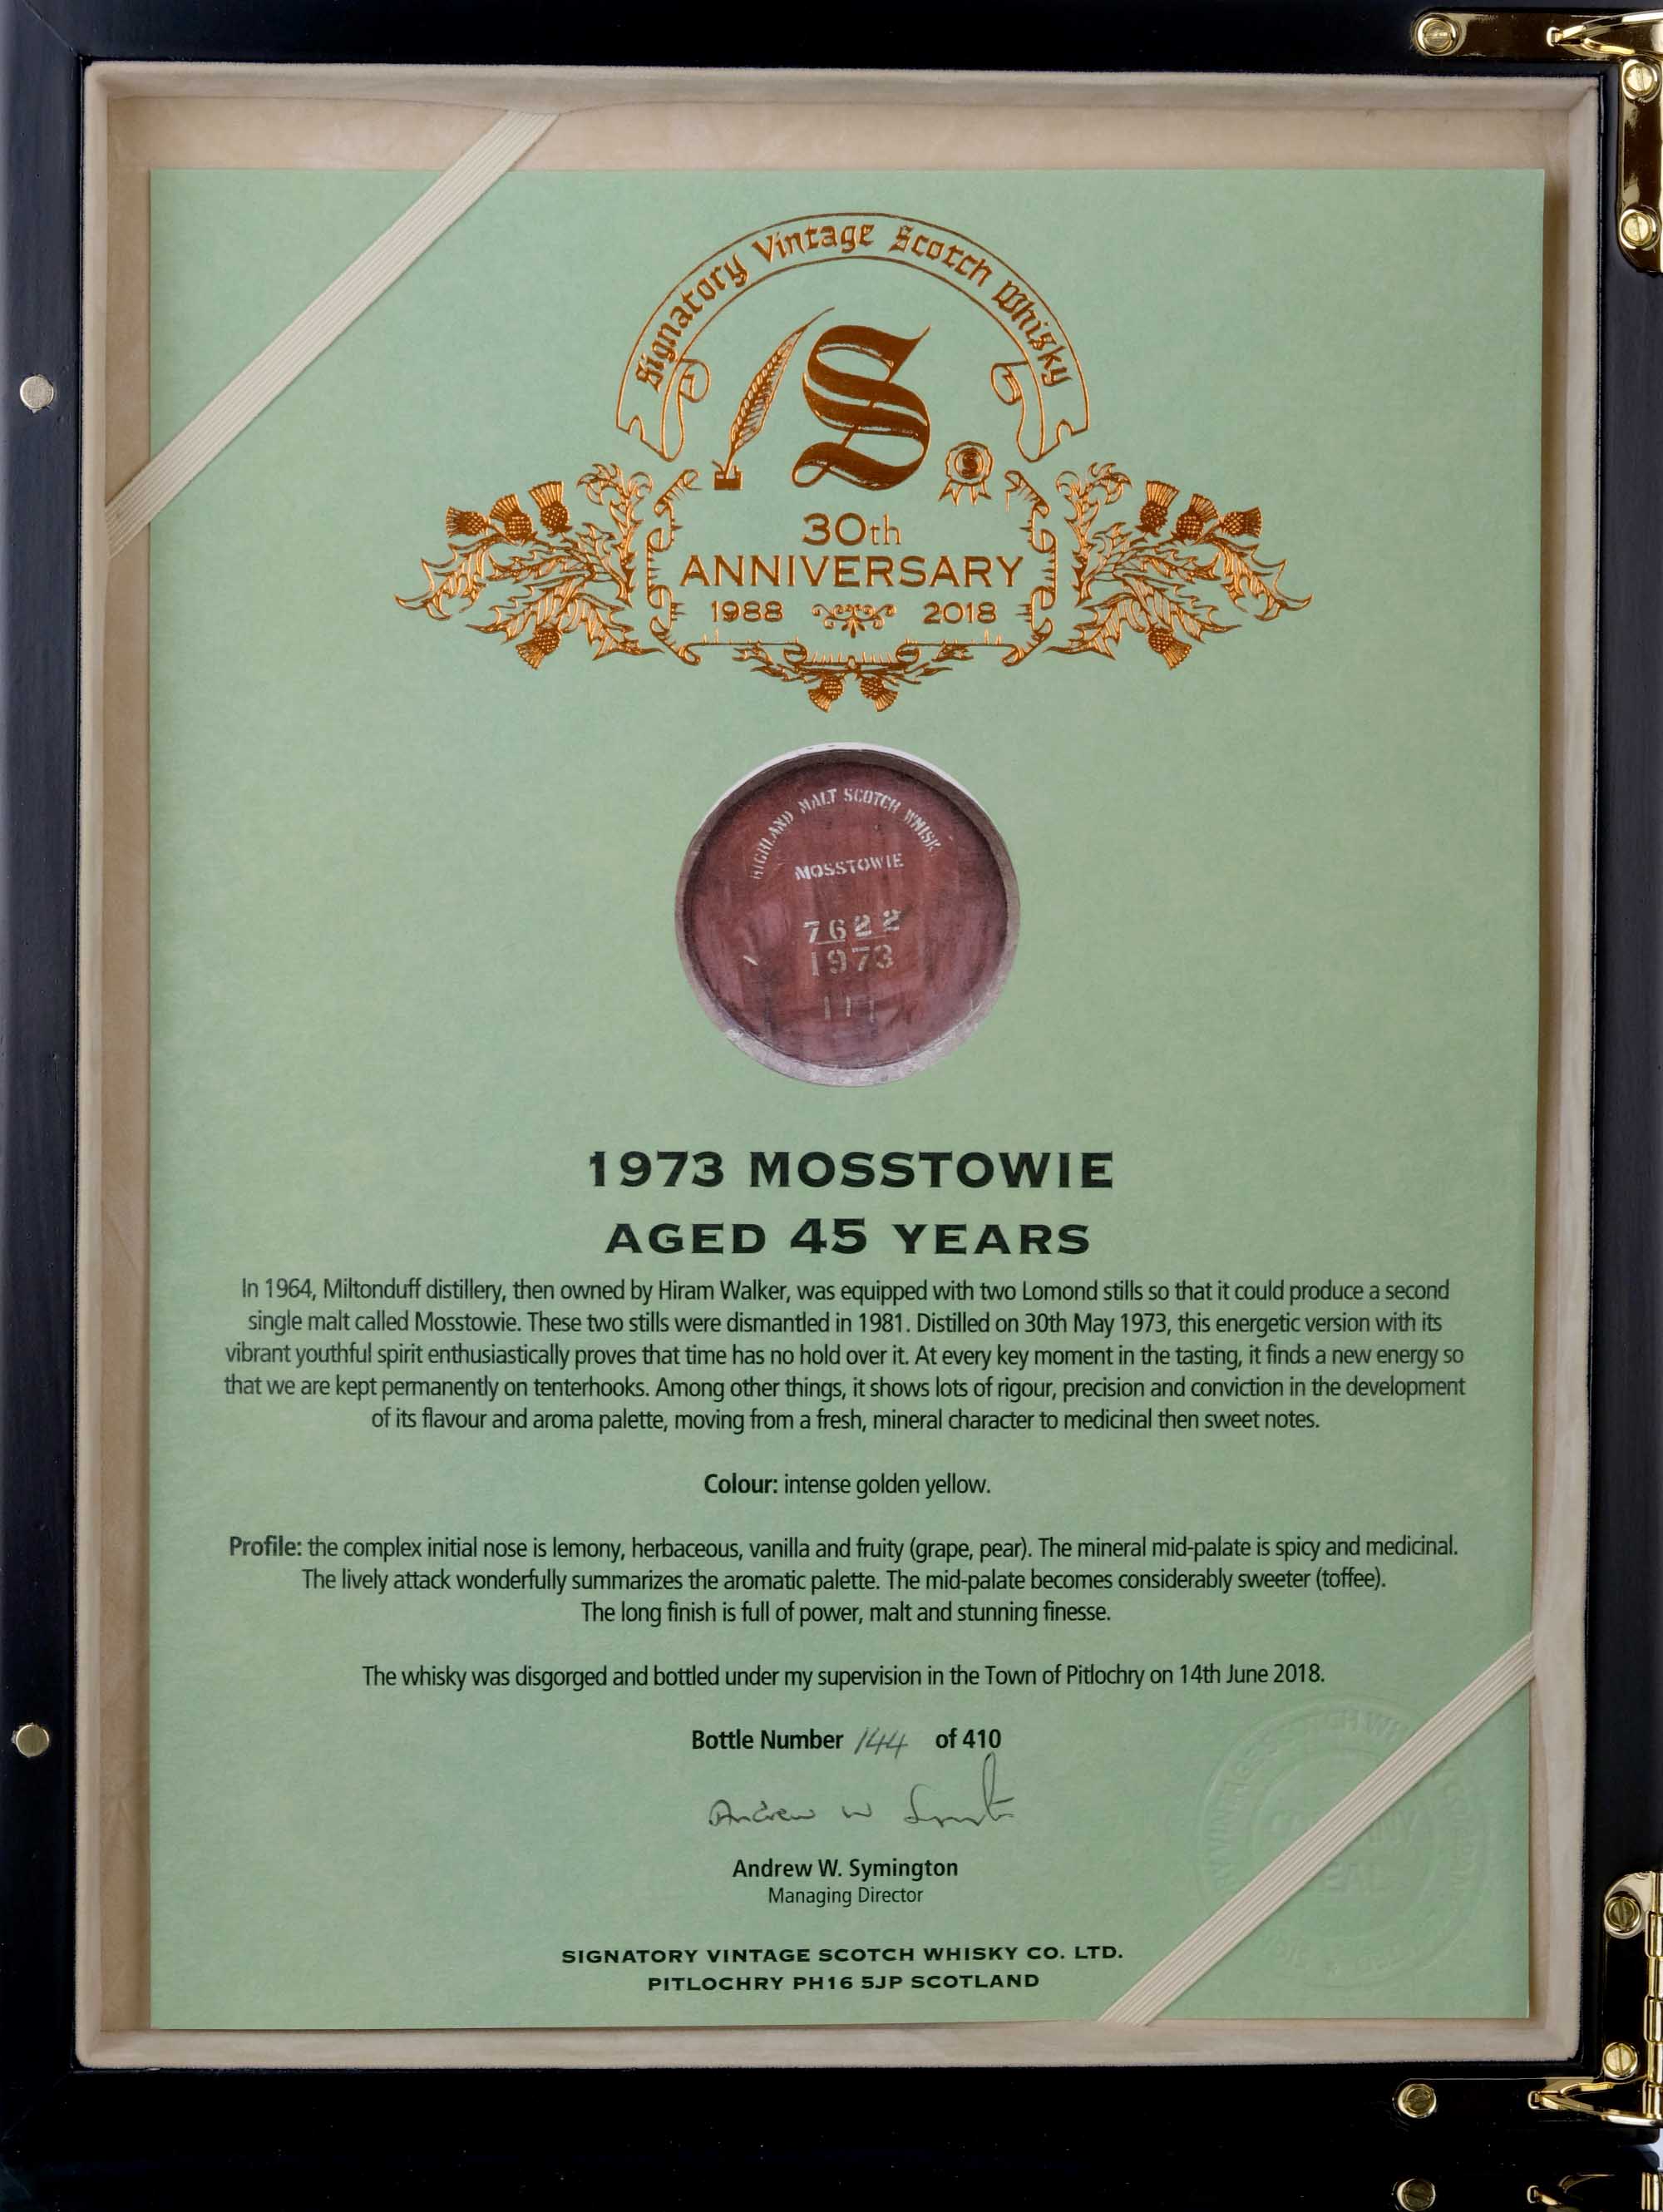 Signatory Vintage Scotch Whisky
S
30th
ANNIVERSARY
1988 2018
HIGHLAND MALT SCOTCH WHISK
MOSSTOWIE
7622
1973
1973 MOSSTOWIE
AGED 45 YEARS
In 1964, Miltonduff distillery, then owned by Hiram Walker, was equipped with two Lomond stills so that it could produce a second
single malt called Mosstowie. These two stills were dismantled in 1981. Distilled on 30th May 1973, this energetic version with its
vibrant youthful spirit enthusiastically proves that time has no hold over it. At every key moment in the tasting, it finds a new energy so
that we are kept permanently on tenterhooks. Among other things, it shows lots of rigour, precision and conviction in the development
of its flavour and aroma palette, moving from a fresh, mineral character to medicinal then sweet notes.
Colour: intense golden yellow.
Profile: the complex initial nose is lemony, herbaceous, vanilla and fruity (grape, pear). The mineral mid-palate is spicy and medicinal.
The lively attack wonderfully summarizes the aromatic palette. The mid-palate becomes considerably sweeter (toffee).
The long finish is full of power, malt and stunning finesse.
The whisky was disgorged and bottled under my supervision in the Town of Pitlochry on 14th June 2018.
Bottle Number 144 of 410
Andrew W. Symington
Managing Director
SIGNATORY VINTAGE SCOTCH WHISKY CO. LTD.
PITLOCHRY PH16 5JP SCOTLAND